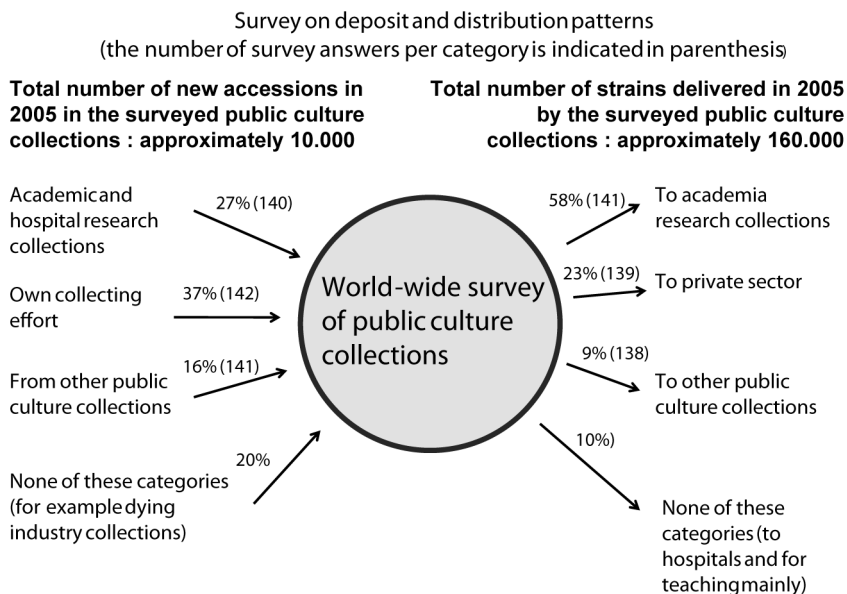 Survey on deposit and distribution patterns
(the number of survey answers per category is indicated in parenthesis)
Total number of new accessions in
2005 in the surveyed public culture
collections : approximately 10.000
Total number of strains delivered in 2005
by the surveyed public culture
collections : approximately 160.000
Academic and
hospital research
collections
27% (140)
Own collecting
effort
37% (142)
From other public
culture collections
16% (141)
None of these categories
(for example dying
industry collections)
20%
World-wide survey
of public culture
collections
58% (141)
To academia
research collections
23% (139)
To private sector
9% (138)
To other public
culture collections
10%)
None of these
categories (to
hospitals and for
teaching mainly)